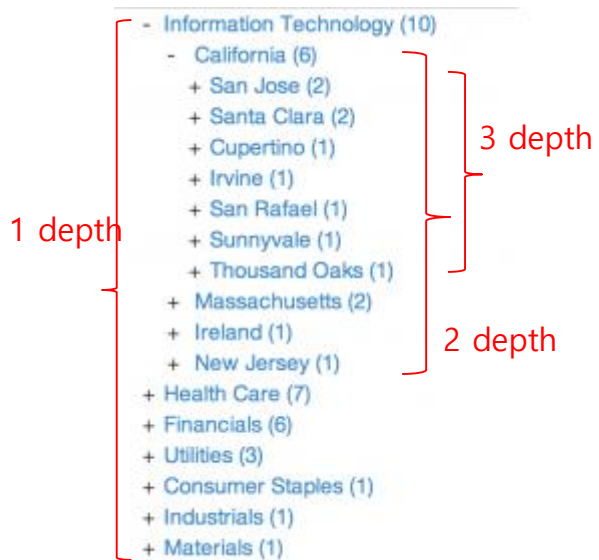 - Information Technology (10)
- California (6)
+ San Jose (2)
+ Santa Clara (2)
+ Cupertino (1)
+ Irvine (1)
+ San Rafael (1)
+ Sunnyvale (1)
+ Thousand Oaks (1)
+ Massachusetts (2)
+ Ireland (1)
+ New Jersey (1)
+ Health Care (7)
+ Financials (6)
+ Utilities (3)
+ Consumer Staples (1)
+ Industrials (1)
+ Materials (1)
1 depth
3 depth
2 depth